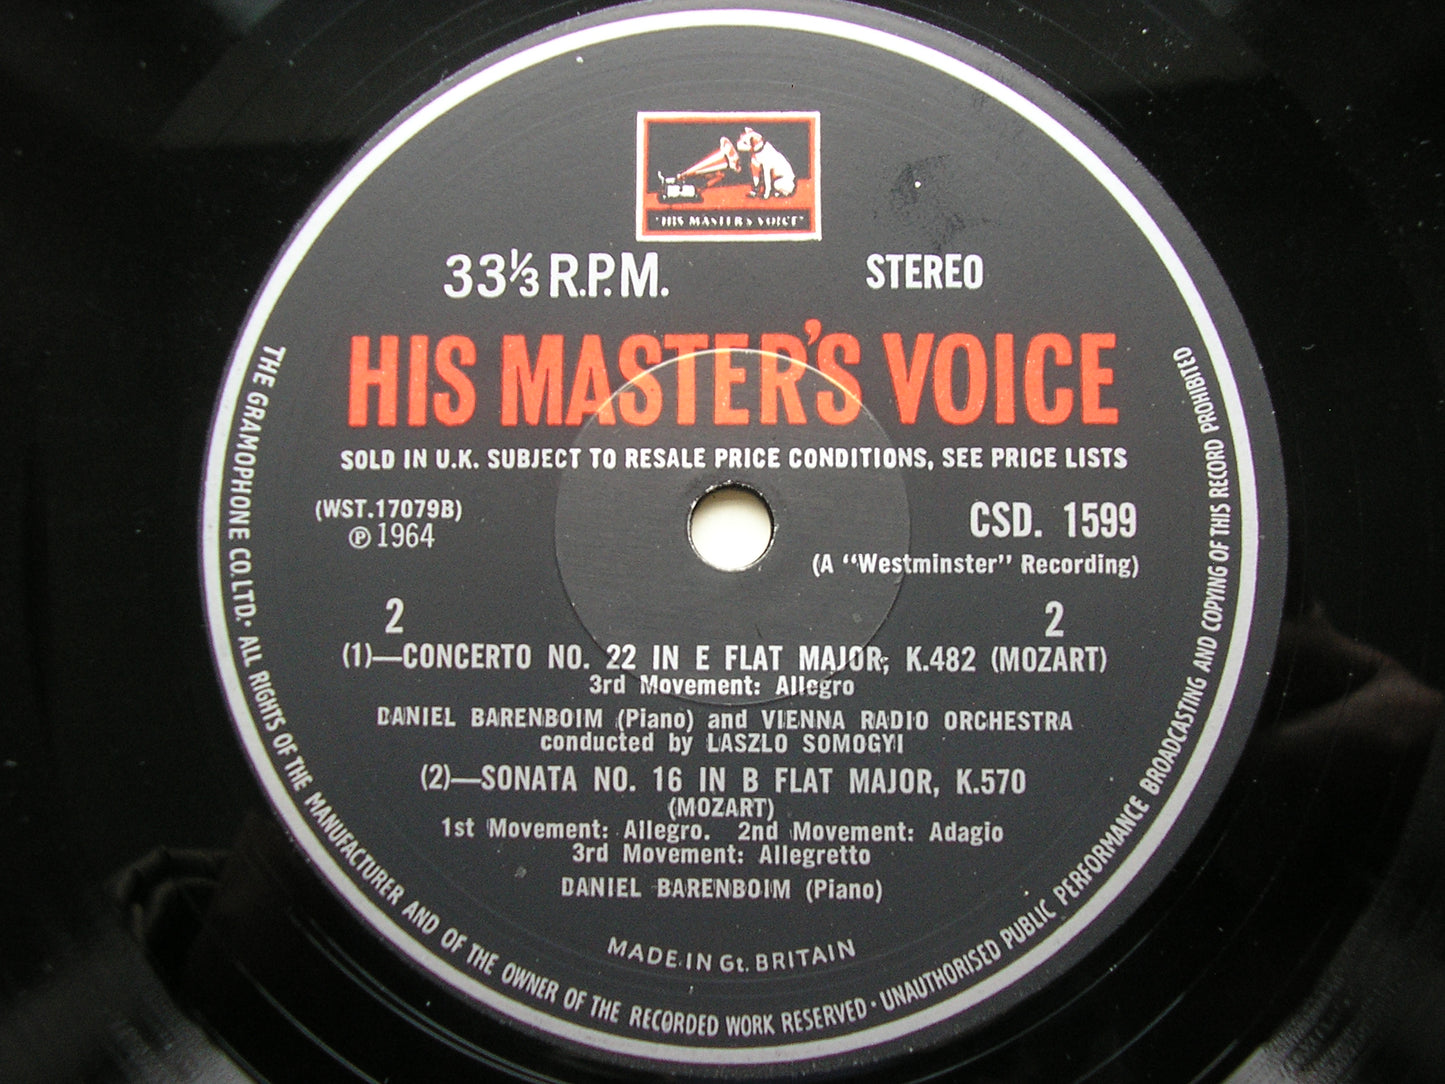 "HIS MASTER'S VOICE"
33⅓ R.P.M.
STEREO
HIS MASTER'S VOICE
SOLD IN U.K. SUBJECT TO RESALE PRICE CONDITIONS, SEE PRICE LISTS
(WST.17079B)
℗ 1964
CSD. 1599
(A "Westminster" Recording)
2
2
(1)—CONCERTO NO. 22 IN E FLAT MAJOR, K.482 (MOZART)
3rd Movement: Allegro
DANIEL BARENBOIM (Piano) and VIENNA RADIO ORCHESTRA
conducted by LASZLO SOMOGYI
(2)—SONATA NO. 16 IN B FLAT MAJOR, K.570
(MOZART)
1st Movement: Allegro. 2nd Movement: Adagio
3rd Movement: Allegretto
DANIEL BARENBOIM (Piano)
MADE IN Gt. BRITAIN
THE GRAMOPHONE CO. LTD. • ALL RIGHTS OF THE MANUFACTURER AND OF THE OWNER OF THE RECORDED WORK RESERVED • UNAUTHORISED PUBLIC PERFORMANCE BROADCASTING AND COPYING OF THIS RECORD PROHIBITED